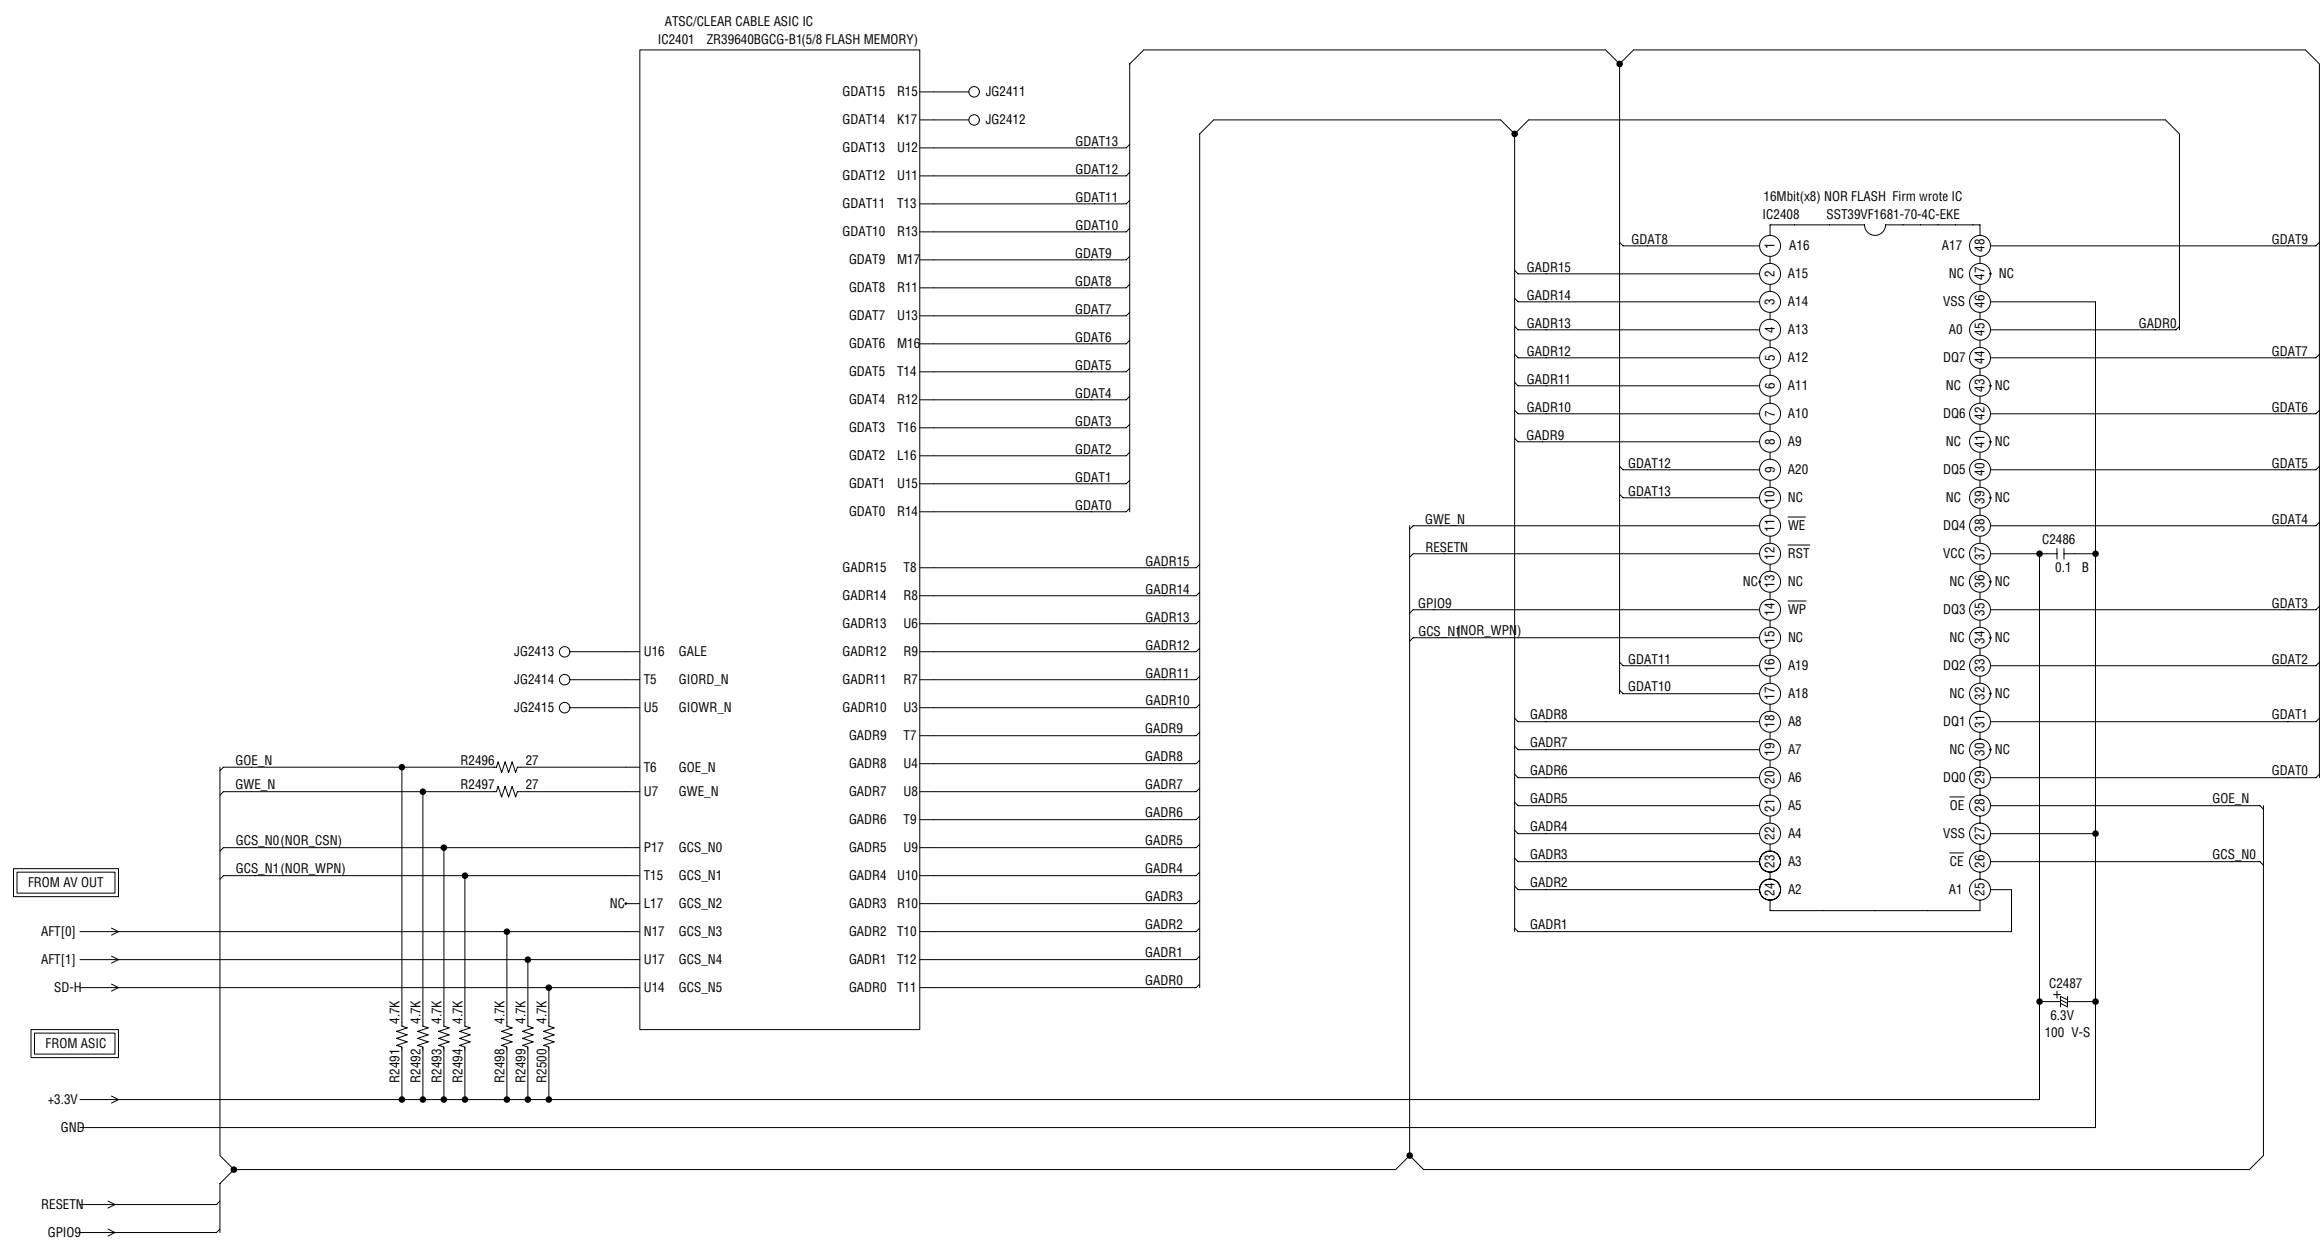 ATSC/CLEAR CABLE ASIC IC
IC2401 ZR39640BGCG-B1(5/8 FLASH MEMORY)
GDAT15 R15 JG2411
GDAT14 K17 JG2412
GDAT13 U12 GDAT13
GDAT12 U11 GDAT12
GDAT11 T13 GDAT11
GDAT10 R13 GDAT10
GDAT9 M17 GDAT9
GDAT8 R11 GDAT8
GDAT7 U13 GDAT7
GDAT6 M16 GDAT6
GDAT5 T14 GDAT5
GDAT4 R12 GDAT4
GDAT3 T16 GDAT3
GDAT2 L16 GDAT2
GDAT1 U15 GDAT1
GDAT0 R14 GDAT0
GADR15 T8 GADR15
GADR14 R8 GADR14
GADR13 U6 GADR13
GADR12 R9 GADR12
GADR11 R7 GADR11
GADR10 U3 GADR10
GADR9 T7 GADR9
GADR8 U4 GADR8
GADR7 U8 GADR7
GADR6 T9 GADR6
GADR5 U9 GADR5
GADR4 U10 GADR4
GADR3 R10 GADR3
GADR2 T10 GADR2
GADR1 T12 GADR1
GADR0 T11 GADR0
JG2413 U16 GALE
JG2414 T5 GIORD_N
JG2415 U5 GIOWR_N
GOE_N R2496 27 T6 GOE_N
GWE_N R2497 27 U7 GWE_N
GCS_N0(NOR_CSN) P17 GCS_N0
GCS_N1(NOR_WPN) T15 GCS_N1
NC L17 GCS_N2
FROM AV OUT
AFT[0] N17 GCS_N3
AFT[1] U17 GCS_N4
SD-H U14 GCS_N5
R2491 4.7K
R2492 4.7K
R2493 4.7K
R2494 4.7K
R2498 4.7K
R2499 4.7K
R2500 4.7K
FROM ASIC
+3.3V
GND
RESETN
GPIO9
16Mbit(x8) NOR FLASH Firm wrote IC
IC2408 SST39VF1681-70-4C-EKE
GDAT8 1 A16
GADR15 2 A15
GADR14 3 A14
GADR13 4 A13
GADR12 5 A12
GADR11 6 A11
GADR10 7 A10
GADR9 8 A9
GDAT12 9 A20
GDAT13 10 NC
GWE_N 11 WE
RESETN 12 RST
NC 13 NC
GPIO9 14 WP
GCS_N1(NOR_WPN) 15 NC
GDAT11 16 A19
GDAT10 17 A18
GADR8 18 A8
GADR7 19 A7
GADR6 20 A6
GADR5 21 A5
GADR4 22 A4
GADR3 23 A3
GADR2 24 A2
GADR1
A17 48 GDAT9
NC 47 NC
VSS 46
A0 45 GADR0
DQ7 44 GDAT7
NC 43 NC
DQ6 42 GDAT6
NC 41 NC
DQ5 40 GDAT5
NC 39 NC
DQ4 38 GDAT4
VCC 37
C2486
0.1 B
NC 36 NC
DQ3 35 GDAT3
NC 34 NC
DQ2 33 GDAT2
NC 32 NC
DQ1 31 GDAT1
NC 30 NC
DQ0 29 GDAT0
OE 28 GOE_N
VSS 27
CE 26 GCS_N0
A1 25
C2487
+
6.3V
100 V-S